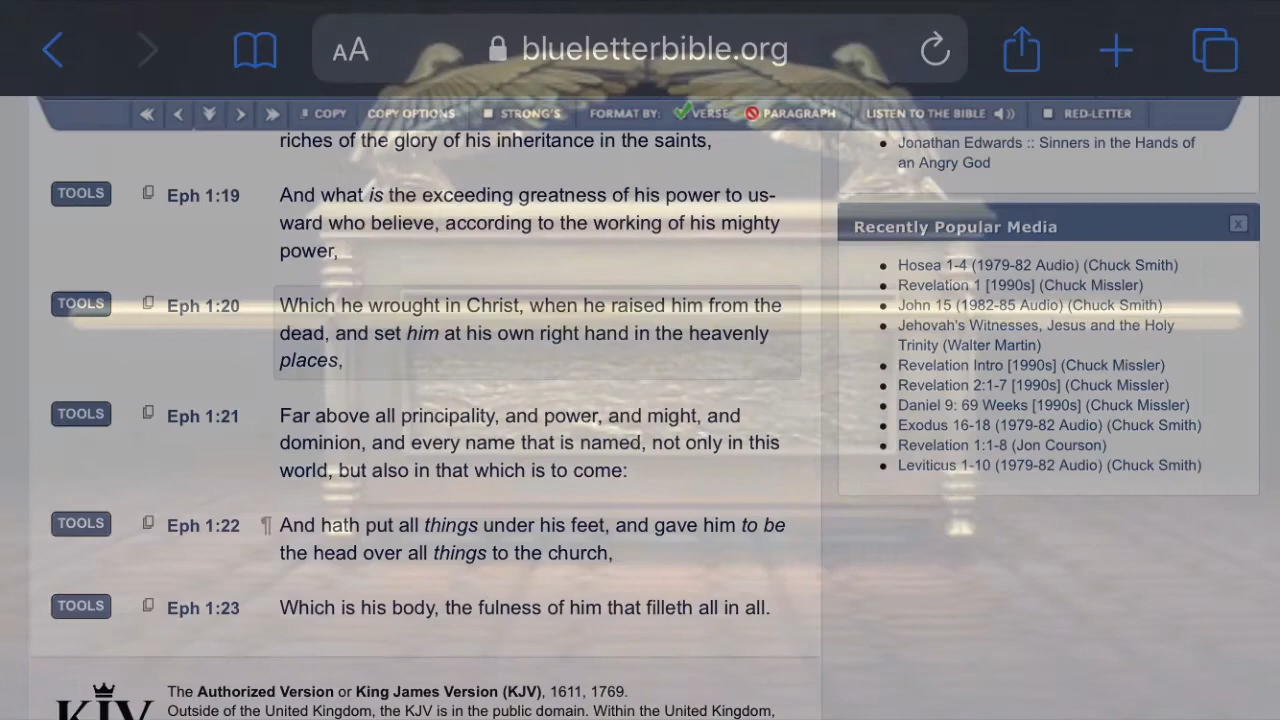 AA
blueletterbible.org
COPY COPY OPTIONS STRONG'S FORMAT BY: VERSE PARAGRAPH LISTEN TO THE BIBLE RED-LETTER
riches of the glory of his inheritance in the saints,
TOOLS Eph 1:19 And what is the exceeding greatness of his power to us-
ward who believe, according to the working of his mighty
power,
TOOLS Eph 1:20 Which he wrought in Christ, when he raised him from the
dead, and set him at his own right hand in the heavenly
places,
TOOLS Eph 1:21 Far above all principality, and power, and might, and
dominion, and every name that is named, not only in this
world, but also in that which is to come:
TOOLS Eph 1:22 ¶ And hath put all things under his feet, and gave him to be
the head over all things to the church,
TOOLS Eph 1:23 Which is his body, the fulness of him that filleth all in all.
KJV
The Authorized Version or King James Version (KJV), 1611, 1769.
Outside of the United Kingdom, the KJV is in the public domain. Within the United Kingdom,
• Jonathan Edwards :: Sinners in the Hands of
an Angry God
Recently Popular Media x
• Hosea 1-4 (1979-82 Audio) (Chuck Smith)
• Revelation 1 [1990s] (Chuck Missler)
• John 15 (1982-85 Audio) (Chuck Smith)
• Jehovah's Witnesses, Jesus and the Holy
Trinity (Walter Martin)
• Revelation Intro [1990s] (Chuck Missler)
• Revelation 2:1-7 [1990s] (Chuck Missler)
• Daniel 9: 69 Weeks [1990s] (Chuck Missler)
• Exodus 16-18 (1979-82 Audio) (Chuck Smith)
• Revelation 1:1-8 (Jon Courson)
• Leviticus 1-10 (1979-82 Audio) (Chuck Smith)